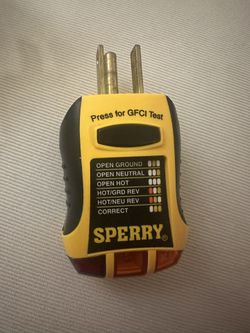 Press for GFCI Test
OPEN GROUND
OPEN NEUTRAL
OPEN HOT
HOT/GRD REV
HOT/NEU REV
CORRECT
SPERRY®